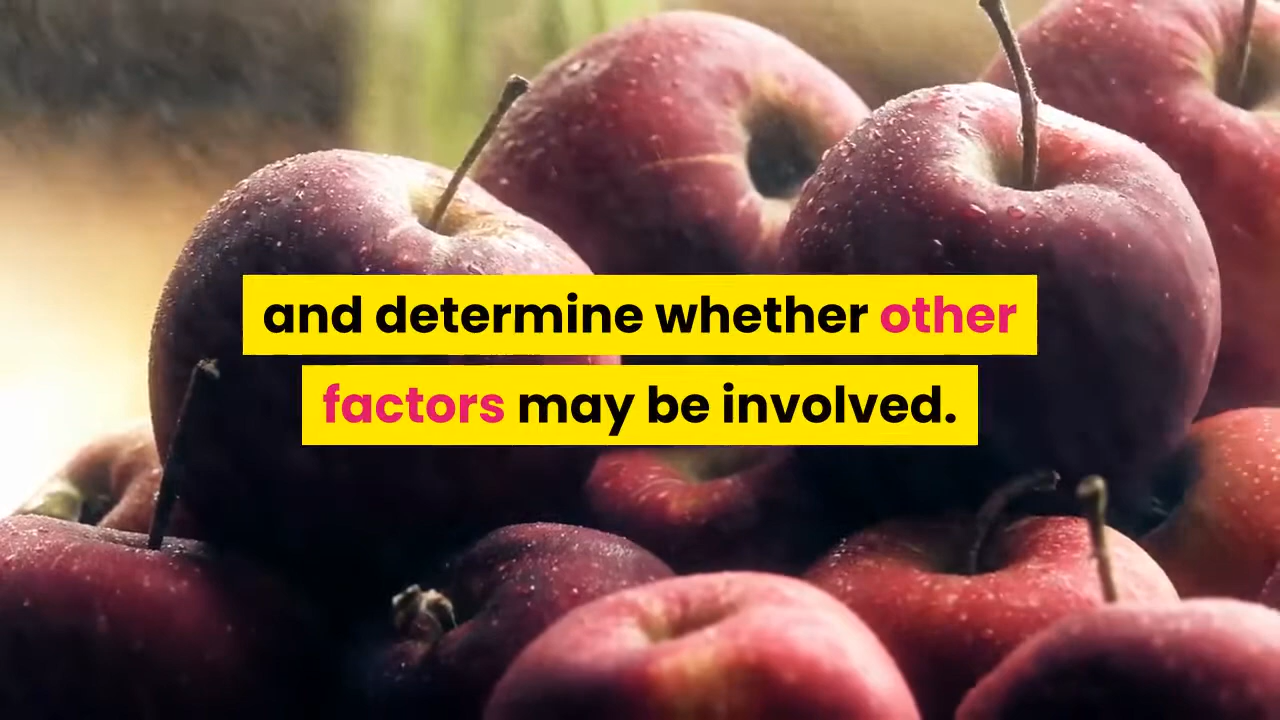 and determine whether other
factors may be involved.